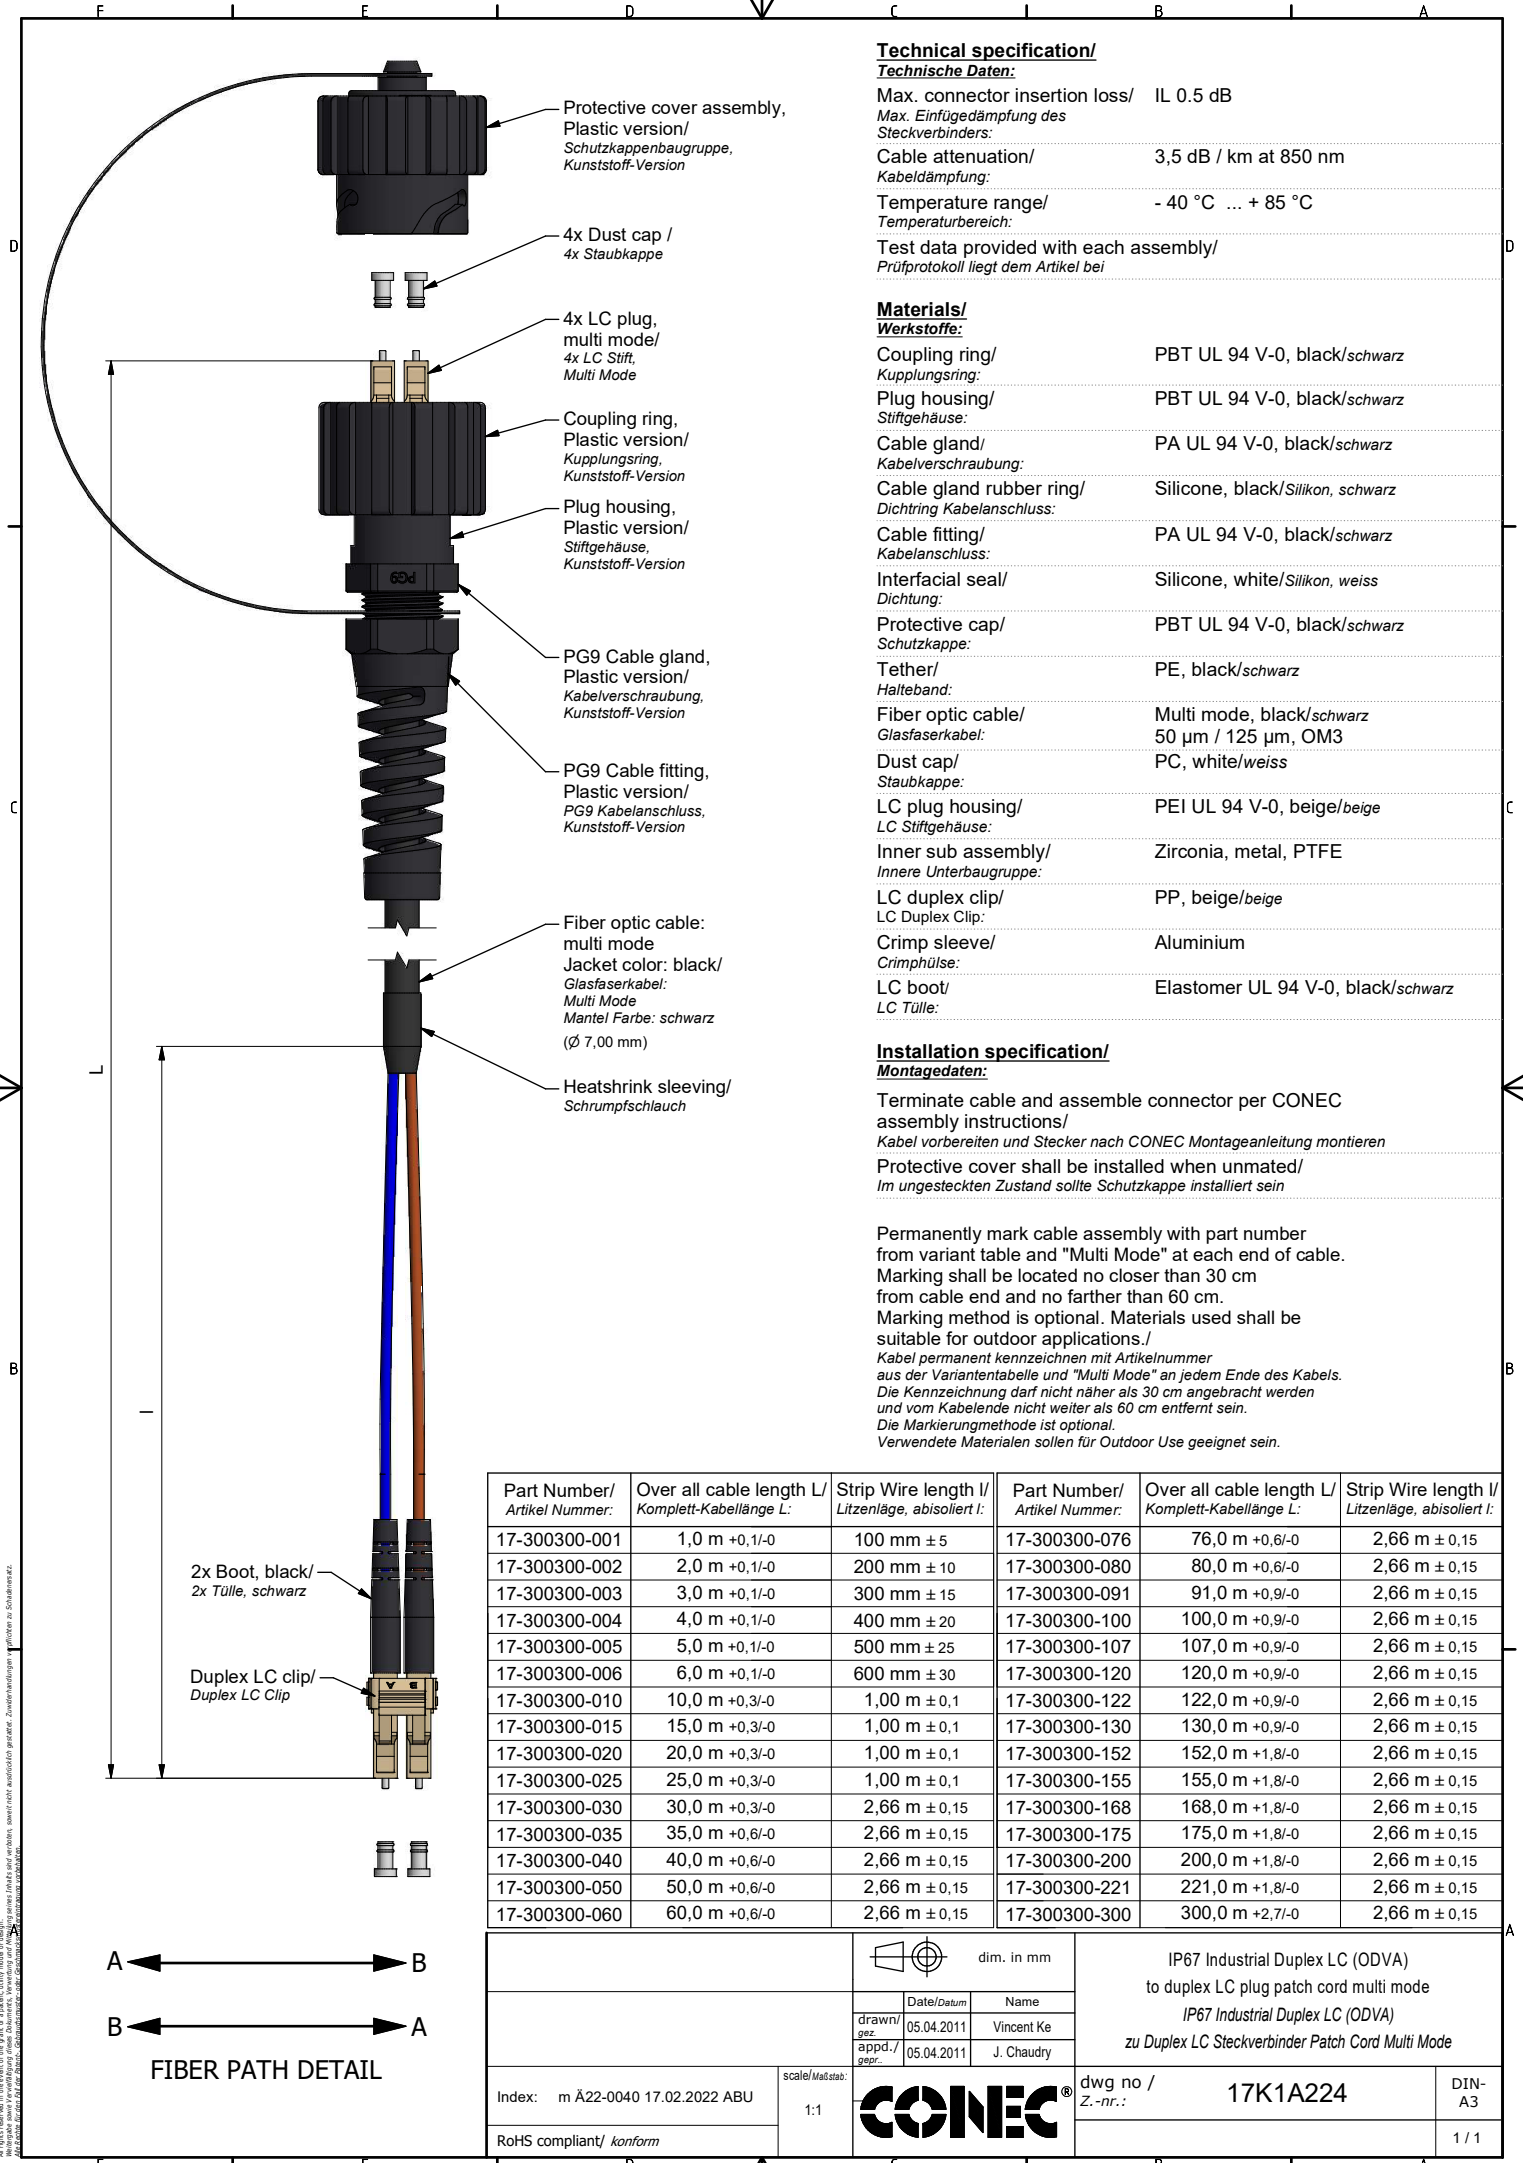 F E D C B A
Protective cover assembly,
Plastic version/
Schutzkappenbaugruppe,
Kunststoff-Version
4x Dust cap /
4x Staubkappe
4x LC plug,
multi mode/
4x LC Stift,
Multi Mode
Coupling ring,
Plastic version/
Kupplungsring,
Kunststoff-Version
Plug housing,
Plastic version/
Stiftgehäuse,
Kunststoff-Version
PG9
PG9 Cable gland,
Plastic version/
Kabelverschraubung,
Kunststoff-Version
PG9 Cable fitting,
Plastic version/
PG9 Kabelanschluss,
Kunststoff-Version
Fiber optic cable:
multi mode
Jacket color: black/
Glasfaserkabel:
Multi Mode
Mantel Farbe: schwarz
(Ø 7,00 mm)
Heatshrink sleeving/
Schrumpfschlauch
L
l
2x Boot, black/
2x Tülle, schwarz
Duplex LC clip/
Duplex LC Clip
A B
A B
B A
FIBER PATH DETAIL
D
C
B
A
D
C
B
A
Technical specification/
Technische Daten:
Max. connector insertion loss/ IL 0.5 dB
Max. Einfügedämpfung des
Steckverbinders:
Cable attenuation/ 3,5 dB / km at 850 nm
Kabeldämpfung:
Temperature range/ - 40 °C ... + 85 °C
Temperaturbereich:
Test data provided with each assembly/
Prüfprotokoll liegt dem Artikel bei
Materials/
Werkstoffe:
Coupling ring/ PBT UL 94 V-0, black/schwarz
Kupplungsring:
Plug housing/ PBT UL 94 V-0, black/schwarz
Stiftgehäuse:
Cable gland/ PA UL 94 V-0, black/schwarz
Kabelverschraubung:
Cable gland rubber ring/ Silicone, black/Silikon, schwarz
Dichtring Kabelanschluss:
Cable fitting/ PA UL 94 V-0, black/schwarz
Kabelanschluss:
Interfacial seal/ Silicone, white/Silikon, weiss
Dichtung:
Protective cap/ PBT UL 94 V-0, black/schwarz
Schutzkappe:
Tether/ PE, black/schwarz
Halteband:
Fiber optic cable/ Multi mode, black/schwarz
Glasfaserkabel: 50 µm / 125 µm, OM3
Dust cap/ PC, white/weiss
Staubkappe:
LC plug housing/ PEI UL 94 V-0, beige/beige
LC Stiftgehäuse:
Inner sub assembly/ Zirconia, metal, PTFE
Innere Unterbaugruppe:
LC duplex clip/ PP, beige/beige
LC Duplex Clip:
Crimp sleeve/ Aluminium
Crimphülse:
LC boot/ Elastomer UL 94 V-0, black/schwarz
LC Tülle:
Installation specification/
Montagedaten:
Terminate cable and assemble connector per CONEC
assembly instructions/
Kabel vorbereiten und Stecker nach CONEC Montageanleitung montieren
Protective cover shall be installed when unmated/
Im ungesteckten Zustand sollte Schutzkappe installiert sein
Permanently mark cable assembly with part number
from variant table and "Multi Mode" at each end of cable.
Marking shall be located no closer than 30 cm
from cable end and no farther than 60 cm.
Marking method is optional. Materials used shall be
suitable for outdoor applications./
Kabel permanent kennzeichnen mit Artikelnummer
aus der Variantentabelle und "Multi Mode" an jedem Ende des Kabels.
Die Kennzeichnung darf nicht näher als 30 cm angebracht werden
und vom Kabelende nicht weiter als 60 cm entfernt sein.
Die Markierungmethode ist optional.
Verwendete Materialen sollen für Outdoor Use geeignet sein.
Part Number/ Over all cable length L/ Strip Wire length l/ Part Number/ Over all cable length L/ Strip Wire length l/
Artikel Nummer: Komplett-Kabellänge L: Litzenläge, abisoliert l: Artikel Nummer: Komplett-Kabellänge L: Litzenläge, abisoliert l:
17-300300-001 1,0 m +0,1/-0 100 mm ± 5 17-300300-076 76,0 m +0,6/-0 2,66 m ± 0,15
17-300300-002 2,0 m +0,1/-0 200 mm ± 10 17-300300-080 80,0 m +0,6/-0 2,66 m ± 0,15
17-300300-003 3,0 m +0,1/-0 300 mm ± 15 17-300300-091 91,0 m +0,9/-0 2,66 m ± 0,15
17-300300-004 4,0 m +0,1/-0 400 mm ± 20 17-300300-100 100,0 m +0,9/-0 2,66 m ± 0,15
17-300300-005 5,0 m +0,1/-0 500 mm ± 25 17-300300-107 107,0 m +0,9/-0 2,66 m ± 0,15
17-300300-006 6,0 m +0,1/-0 600 mm ± 30 17-300300-120 120,0 m +0,9/-0 2,66 m ± 0,15
17-300300-010 10,0 m +0,3/-0 1,00 m ± 0,1 17-300300-122 122,0 m +0,9/-0 2,66 m ± 0,15
17-300300-015 15,0 m +0,3/-0 1,00 m ± 0,1 17-300300-130 130,0 m +0,9/-0 2,66 m ± 0,15
17-300300-020 20,0 m +0,3/-0 1,00 m ± 0,1 17-300300-152 152,0 m +1,8/-0 2,66 m ± 0,15
17-300300-025 25,0 m +0,3/-0 1,00 m ± 0,1 17-300300-155 155,0 m +1,8/-0 2,66 m ± 0,15
17-300300-030 30,0 m +0,3/-0 2,66 m ± 0,15 17-300300-168 168,0 m +1,8/-0 2,66 m ± 0,15
17-300300-035 35,0 m +0,6/-0 2,66 m ± 0,15 17-300300-175 175,0 m +1,8/-0 2,66 m ± 0,15
17-300300-040 40,0 m +0,6/-0 2,66 m ± 0,15 17-300300-200 200,0 m +1,8/-0 2,66 m ± 0,15
17-300300-050 50,0 m +0,6/-0 2,66 m ± 0,15 17-300300-221 221,0 m +1,8/-0 2,66 m ± 0,15
17-300300-060 60,0 m +0,6/-0 2,66 m ± 0,15 17-300300-300 300,0 m +2,7/-0 2,66 m ± 0,15
dim. in mm
Date/Datum Name
drawn/ 05.04.2011 Vincent Ke
gez.
appd./ 05.04.2011 J. Chaudry
gepr..
IP67 Industrial Duplex LC (ODVA)
to duplex LC plug patch cord multi mode
IP67 Industrial Duplex LC (ODVA)
zu Duplex LC Steckverbinder Patch Cord Multi Mode
Index: m Ä22-0040 17.02.2022 ABU
scale/Maßstab:
1:1
RoHS compliant/ konform
CONEC®
dwg no / 17K1A224
Z.-nr.:
DIN-
A3
1 / 1